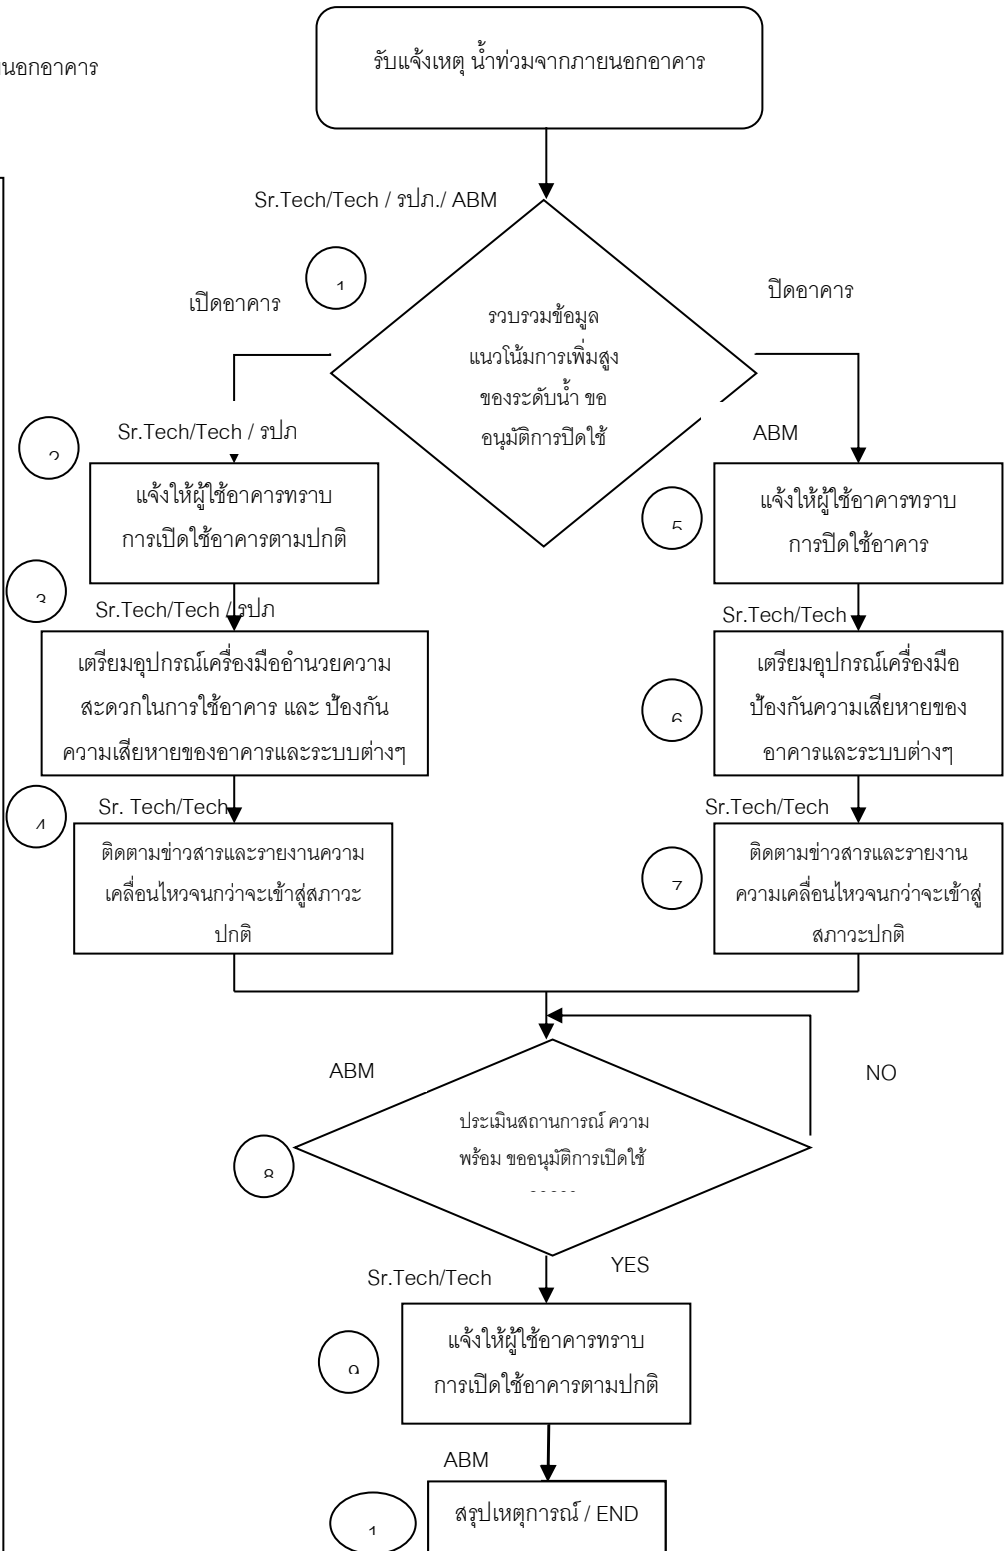 รับแจ้งเหตุ น้ำท่วมจากภายนอกอาคาร
นอกอาคาร
Sr.Tech/Tech / รปภ./ ABM
เปิดอาคาร
ปิดอาคาร
รวบรวมข้อมูล
แนวโน้มการเพิ่มสูง
ของระดับน้ำ ขอ
อนุมัติการปิดใช้
Sr.Tech/Tech / รปภ
ABM
แจ้งให้ผู้ใช้อาคารทราบ
การเปิดใช้อาคารตามปกติ
แจ้งให้ผู้ใช้อาคารทราบ
การปิดใช้อาคาร
Sr.Tech/Tech / รปภ
Sr.Tech/Tech
เตรียมอุปกรณ์เครื่องมืออำนวยความ
สะดวกในการใช้อาคาร และ ป้องกัน
ความเสียหายของอาคารและระบบต่างๆ
เตรียมอุปกรณ์เครื่องมือ
ป้องกันความเสียหายของ
อาคารและระบบต่างๆ
Sr. Tech/Tech
Sr.Tech/Tech
ติดตามข่าวสารและรายงานความ
เคลื่อนไหวจนกว่าจะเข้าสู่สภาวะ
ปกติ
ติดตามข่าวสารและรายงาน
ความเคลื่อนไหวจนกว่าจะเข้าสู่
สภาวะปกติ
ABM
NO
ประเมินสถานการณ์ ความ
พร้อม ขออนุมัติการเปิดใช้
YES
Sr.Tech/Tech
แจ้งให้ผู้ใช้อาคารทราบ
การเปิดใช้อาคารตามปกติ
ABM
สรุปเหตุการณ์ / END